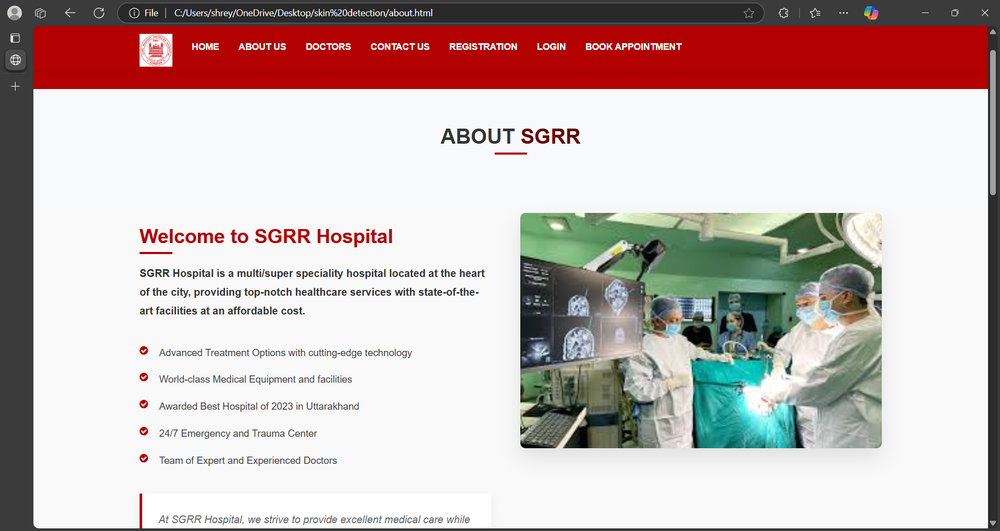 File
C:/Users/shrey/OneDrive/Desktop/skin%20detection/about.html
HOME ABOUT US DOCTORS CONTACT US REGISTRATION LOGIN BOOK APPOINTMENT
ABOUT SGRR
Welcome to SGRR Hospital
SGRR Hospital is a multi/super speciality hospital located at the heart
of the city, providing top-notch healthcare services with state-of-the-
art facilities at an affordable cost.
Advanced Treatment Options with cutting-edge technology
World-class Medical Equipment and facilities
Awarded Best Hospital of 2023 in Uttarakhand
24/7 Emergency and Trauma Center
Team of Expert and Experienced Doctors
At SGRR Hospital, we strive to provide excellent medical care while